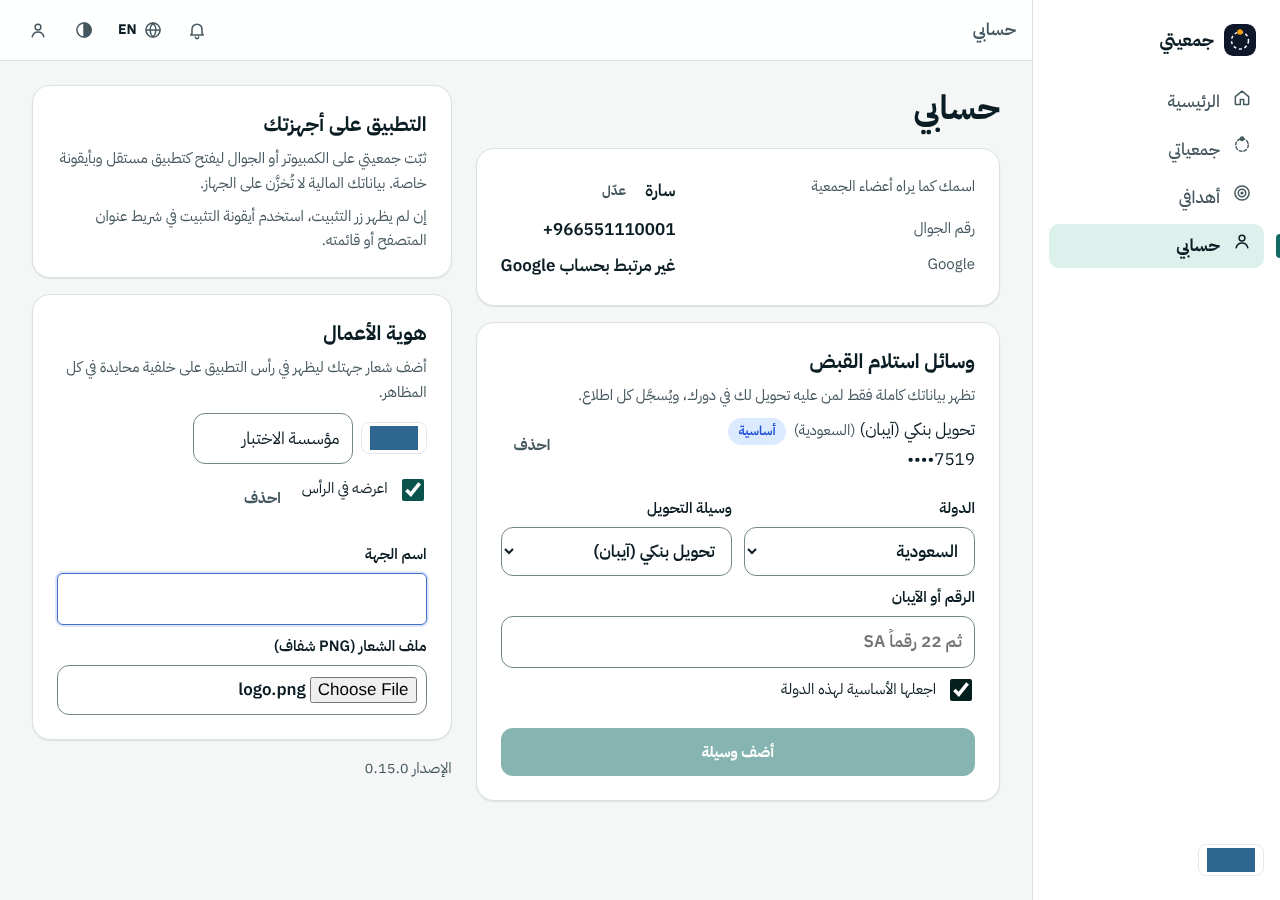 جمعيتي
الرئيسية
جمعياتي
أهدافي
حسابي
حسابي
EN
حسابي
اسمك كما يراه أعضاء الجمعية
سارة
عدّل
رقم الجوال
+966551110001
Google
غير مرتبط بحساب Google
وسائل استلام القبض
تظهر بياناتك كاملة فقط لمن عليه تحويل لك في دورك، ويُسجَّل كل اطلاع.
تحويل بنكي (آيبان) (السعودية) أساسية
••••7519
احذف
الدولة
وسيلة التحويل
السعودية
تحويل بنكي (آيبان)
الرقم أو الآيبان
SA ثم 22 رقماً
اجعلها الأساسية لهذه الدولة
أضف وسيلة
التطبيق على أجهزتك
ثبّت جمعيتي على الكمبيوتر أو الجوال ليفتح كتطبيق مستقل وبأيقونة
خاصة. بياناتك المالية لا تُخزَّن على الجهاز.
إن لم يظهر زر التثبيت، استخدم أيقونة التثبيت في شريط عنوان
المتصفح أو قائمته.
هوية الأعمال
أضف شعار جهتك ليظهر في رأس التطبيق على خلفية محايدة في كل
المظاهر.
مؤسسة الاختبار
اعرضه في الرأس
احذف
اسم الجهة
ملف الشعار (PNG شفاف)
Choose File logo.png
الإصدار 0.15.0